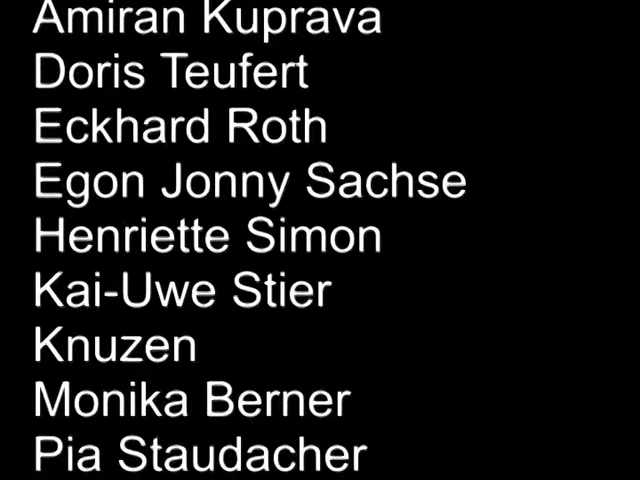 Amiran Kuprava
Doris Teufert
Eckhard Roth
Egon Jonny Sachse
Henriette Simon
Kai-Uwe Stier
Knuzen
Monika Berner
Pia Staudacher